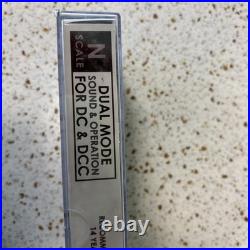 N
SCALE
DUAL MODE
SOUND & OPERATION
FOR DC & DCC
14 YE